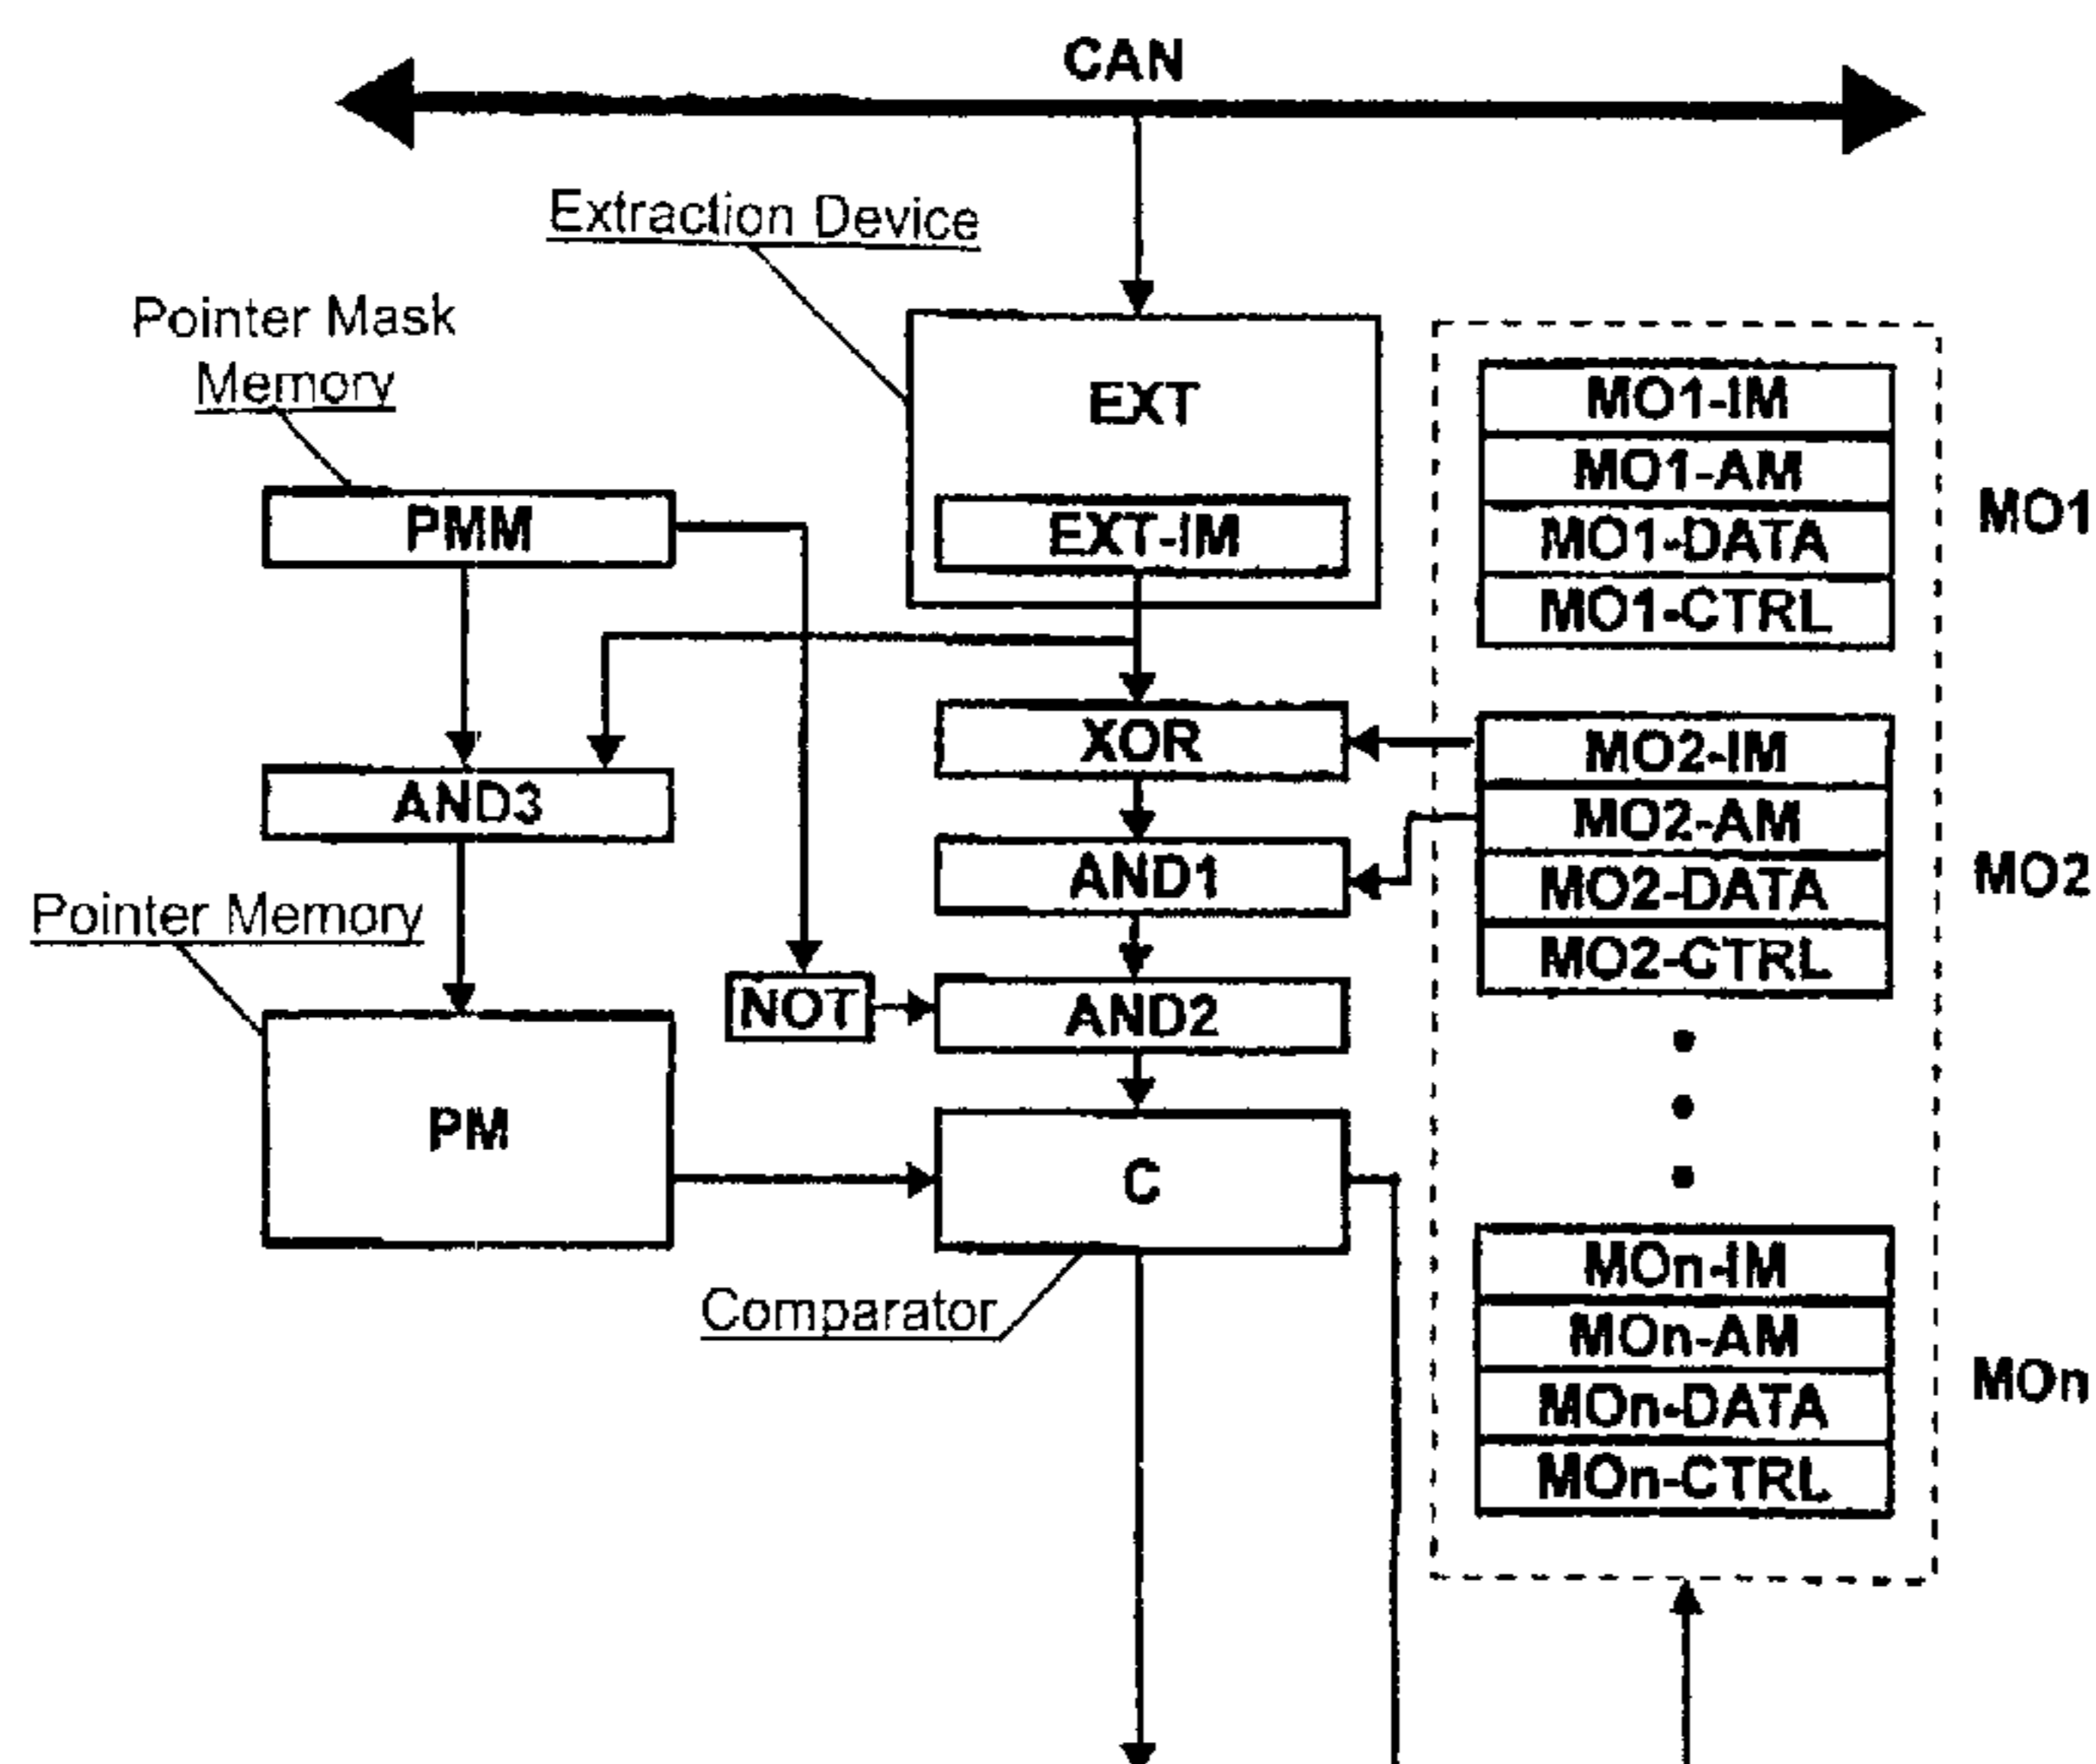 CAN
Extraction Device
Pointer Mask
Memory
EXT
MO1-IM
MO1-AM
MO1
PMM
EXT-IM
MO1-DATA
MO1-CTRL
XOR
MO2-IM
AND3
MO2-AM
AND1
MO2
MO2-DATA
Pointer Memory
MO2-CTRL
NOT
AND2
PM
C
MOn-IM
Comparator
MOn-AM
MOn
MOn-DATA
MOn-CTRL